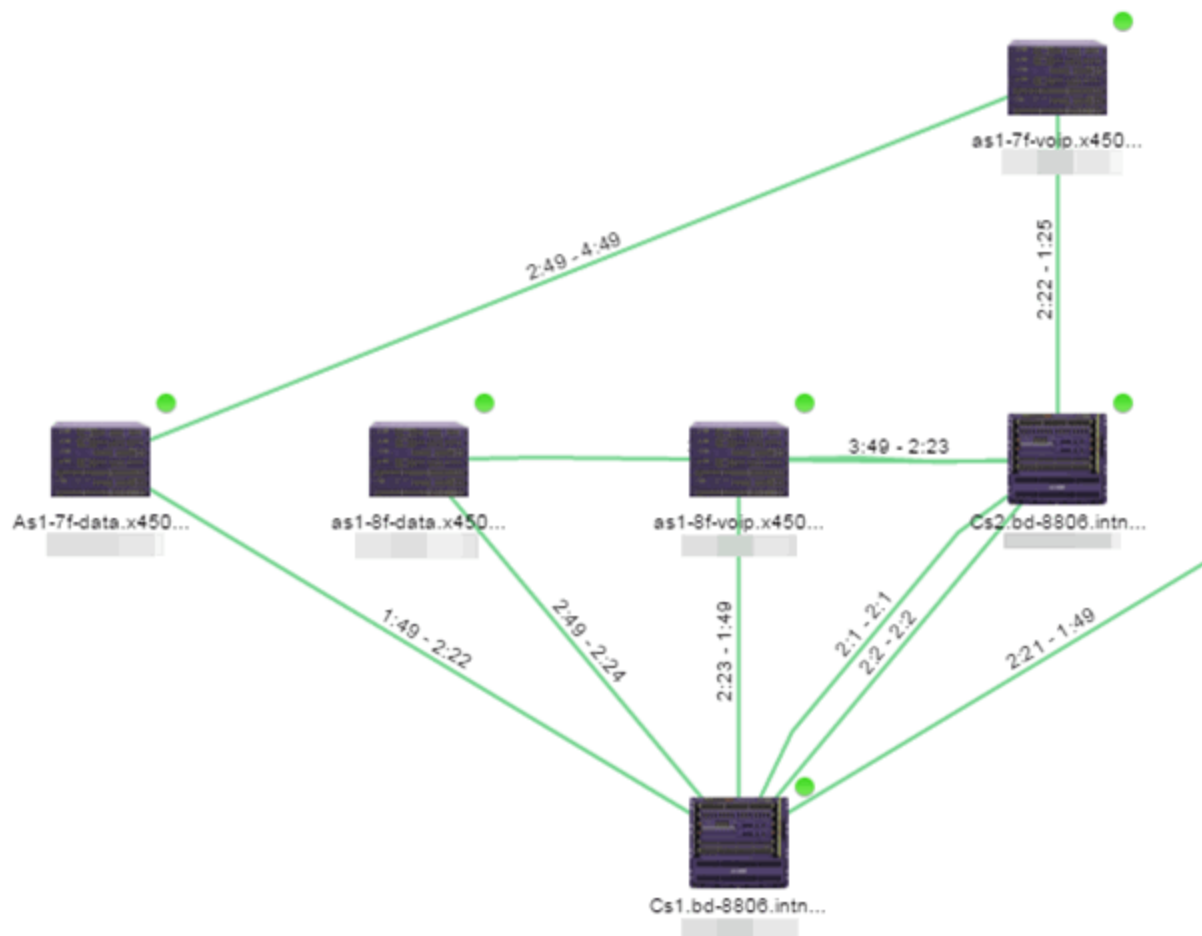 as1-7f-voip.x450...
2:49 - 4:49
2:22 - 1:25
3:49 - 2:23
As1-7f-data.x450...
as1-8f-data.x450...
as1-8f-voip.x450...
Cs2.bd-8806.intn...
1:49 - 2:22
2:49 - 2:24
2:23 - 1:49
2:1 - 2:1
2:2 - 2:2
2:21 - 1:49
Cs1.bd-8806.intn...